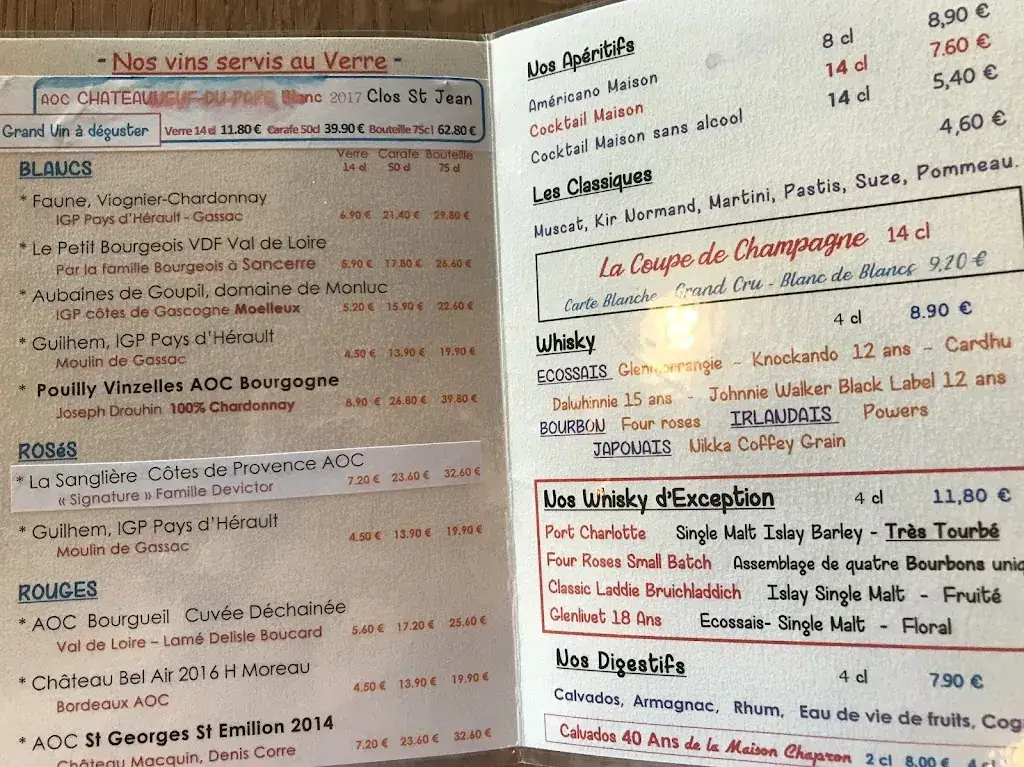 - Nos vins servis au Verre -
AOC CHATEAUNEUF-DU-PAPE Blanc 2017 Clos St Jean
Grand Vin à déguster Verre 14cl 11.80 € Carafe 50cl 39.90 € Bouteille 75cl 62.80 €
Verre Carafe Bouteille
BLANCS 14 cl 50 cl 75 cl
* Faune, Viognier-Chardonnay
IGP Pays d'Hérault - Gassac 6.90 € 21.40 € 29.80 €
* Le Petit Bourgeois VDF Val de Loire
Par la famille Bourgeois à Sancerre 5.90 € 17.80 € 26.60 €
* Aubaines de Goupil, domaine de Monluc
IGP côtes de Gascogne Moelleux 5.20 € 15.90 € 22.60 €
* Guilhem, IGP Pays d'Hérault
Moulin de Gassac 4.50 € 13.90 € 19.90 €
* Pouilly Vinzelles AOC Bourgogne
Joseph Drouhin 100% Chardonnay 8.90 € 26.80 € 39.80 €
ROSéS
* La Sanglière Côtes de Provence AOC
« Signature » Famille Devictor 7.20 € 23.60 € 32.60 €
* Guilhem, IGP Pays d'Hérault
Moulin de Gassac 4.50 € 13.90 € 19.90 €
ROUGES
* AOC Bourgueil Cuvée Déchainée
Val de Loire – Lamé Delisle Boucard 5.60 € 17.20 € 25.60 €
* Château Bel Air 2016 H Moreau
Bordeaux AOC 4.50 € 13.90 € 19.90 €
* AOC St Georges St Emilion 2014
Château Macquin, Denis Corre 7.20 € 23.60 € 32.60 €
Nos Apéritifs
Américano Maison 8 cl 8,90 €
Cocktail Maison 14 cl 7.60 €
Cocktail Maison sans alcool 14 cl 5,40 €
Les Classiques 4,60 €
Muscat, Kir Normand, Martini, Pastis, Suze, Pommeau.
La Coupe de Champagne 14 cl
Carte Blanche - Grand Cru - Blanc de Blancs 9,20 €
Whisky 4 cl 8.90 €
ECOSSAIS Glenmorrangie - Knockando 12 ans - Cardhu
Dalwhinnie 15 ans - Johnnie Walker Black Label 12 ans
BOURBON Four roses IRLANDAIS Powers
JAPONAIS Nikka Coffey Grain
Nos Whisky d'Exception 4 cl 11,80 €
Port Charlotte Single Malt Islay Barley - Très Tourbé
Four Roses Small Batch Assemblage de quatre Bourbons uniq
Classic Laddie Bruichladdich Islay Single Malt - Fruité
Glenlivet 18 Ans Ecossais- Single Malt - Floral
Nos Digestifs 4 cl 7.90 €
Calvados, Armagnac, Rhum, Eau de vie de fruits, Cog
Calvados 40 Ans de la Maison Chapron 2 cl 8,00 € 4 cl